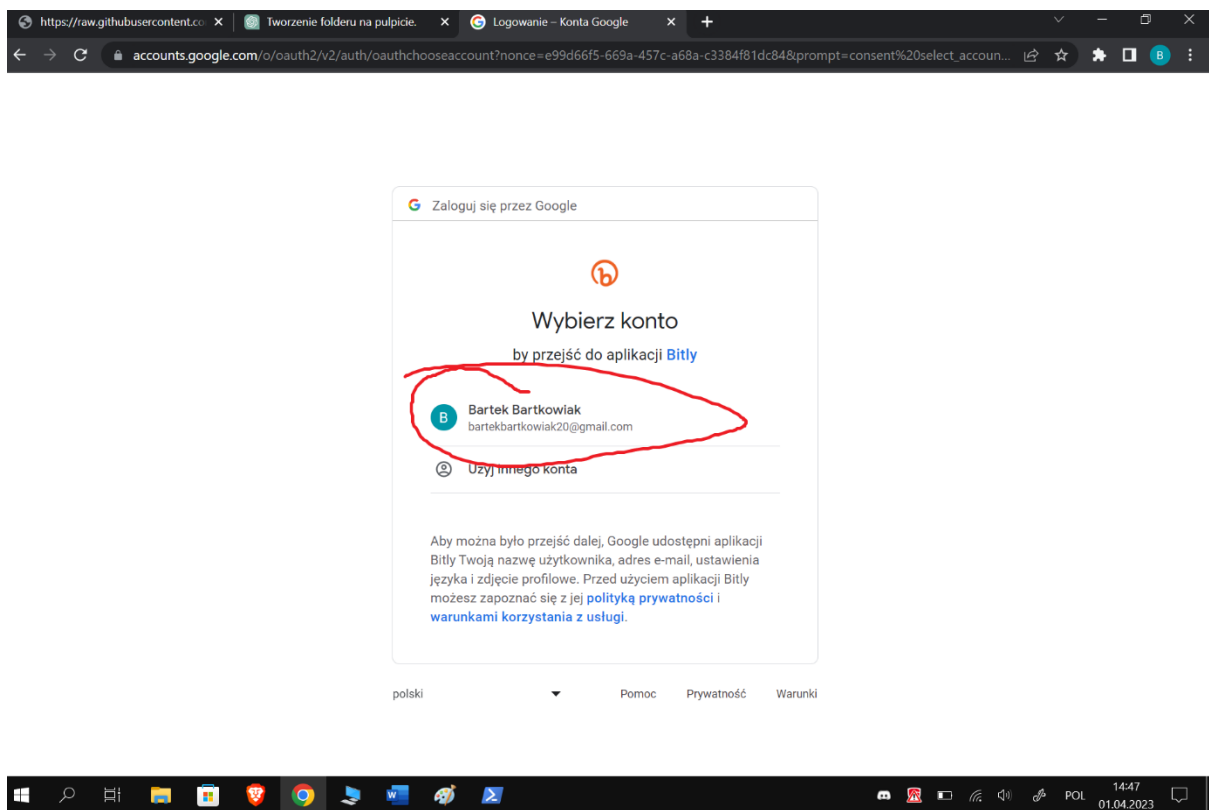 https://raw.githubusercontent.co
Tworzenie folderu na pulpicie.
Logowanie – Konta Google
accounts.google.com/o/oauth2/v2/auth/oauthchooseaccount?nonce=e99d66f5-669a-457c-a68a-c3384f81dc84&prompt=consent%20select_accoun...
B
Zaloguj się przez Google
Wybierz konto
by przejść do aplikacji Bitly
B
Bartek Bartkowiak
bartekbartkowiak20@gmail.com
Użyj innego konta
Aby można było przejść dalej, Google udostępni aplikacji
Bitly Twoją nazwę użytkownika, adres e-mail, ustawienia
języka i zdjęcie profilowe. Przed użyciem aplikacji Bitly
możesz zapoznać się z jej polityką prywatności i
warunkami korzystania z usługi.
polski
Pomoc
Prywatność
Warunki
POL
14:47
01.04.2023